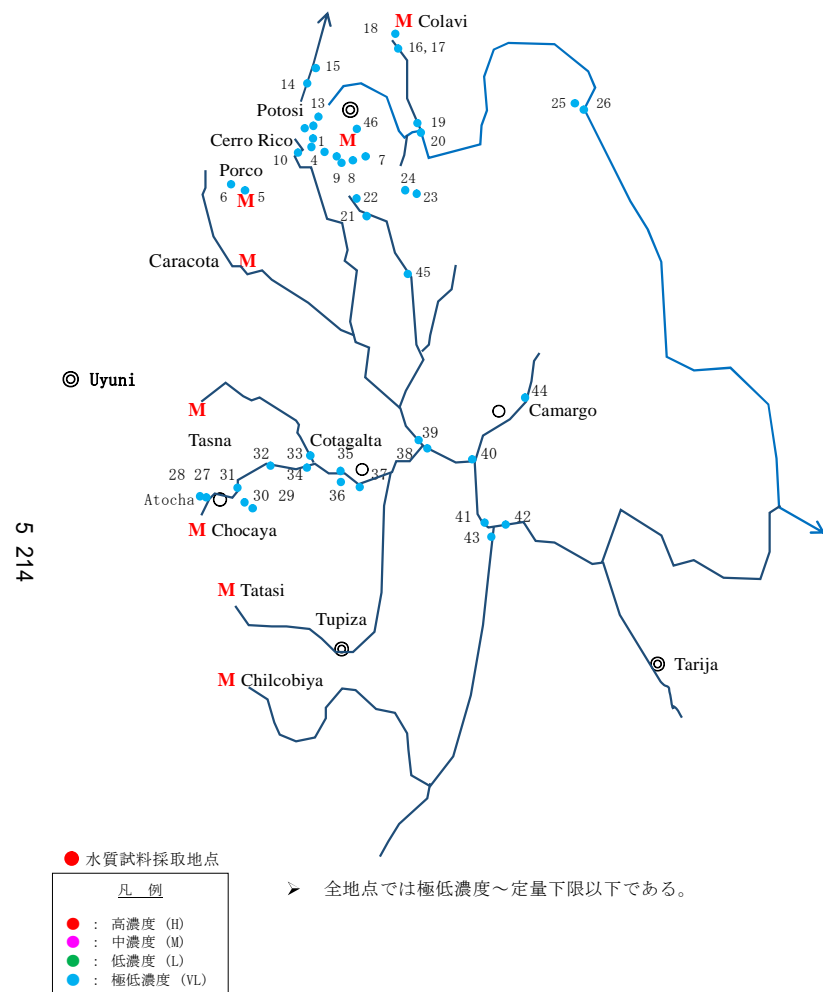 M Colavi
18
16,17
15
14
13
Potosi
46
25
26
19
20
Cerro Rico
1
M
10
4
9 8
7
Porco
6
5
M
24
23
22
21
Caracota
M
45
Uyuni
M
44
Camargo
Tasna
Cotagalta
39
38
40
32
33
34
35
36
37
28 27
31
Atocha
30
29
M Chocaya
41
42
43
5 214
M Tatasi
Tupiza
Tarija
M Chilcobiya
水質試料採取地点
凡 例
: 高濃度 (H)
: 中濃度 (M)
: 低濃度 (L)
: 極低濃度 (VL)
➢ 全地点では極低濃度～定量下限以下である。